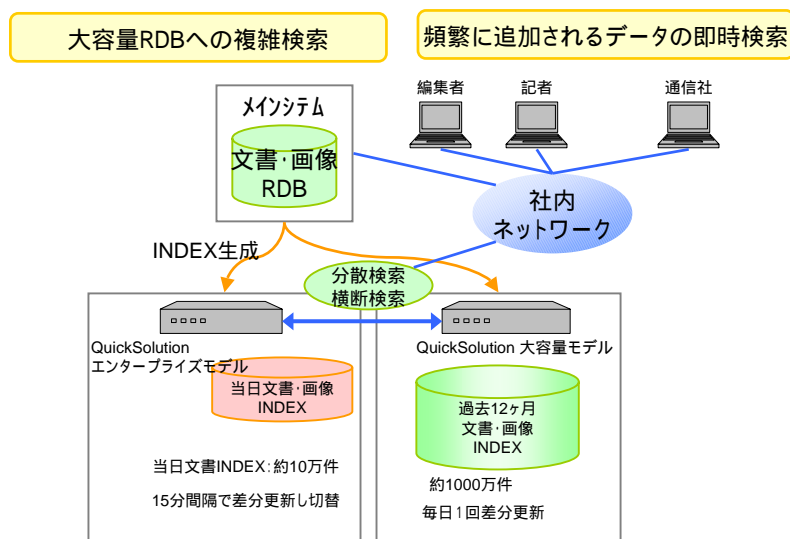 大容量RDBへの複雑検索
頻繁に追加されるデータの即時検索
編集者
記者
通信社
メインシテム
文書・画像
RDB
社内
ネットワーク
INDEX生成
分散検索
横断検索
QuickSolution
エンタープライズモデル
QuickSolution 大容量モデル
当日文書・画像
INDEX
過去12ヶ月
文書・画像
INDEX
当日文書INDEX：約10万件
15分間隔で差分更新し切替
約1000万件
毎日1回差分更新